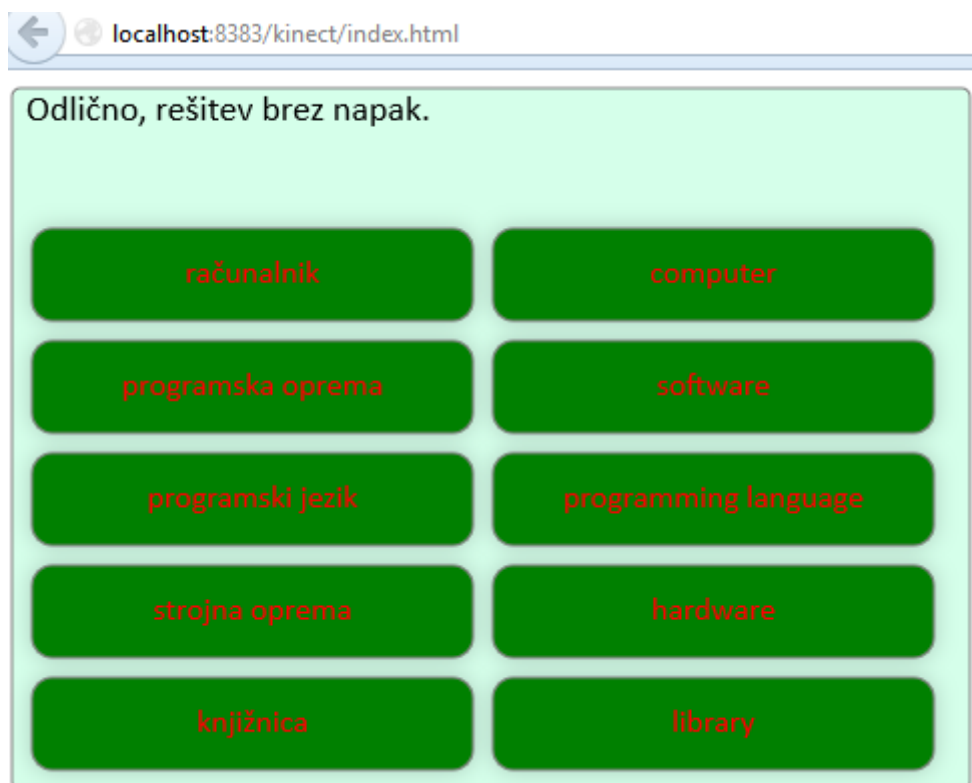 localhost:8383/kinect/index.html
Odlično, rešitev brez napak.
računalnik computer
programska oprema software
programski jezik programming language
strojna oprema hardware
knjižnica library